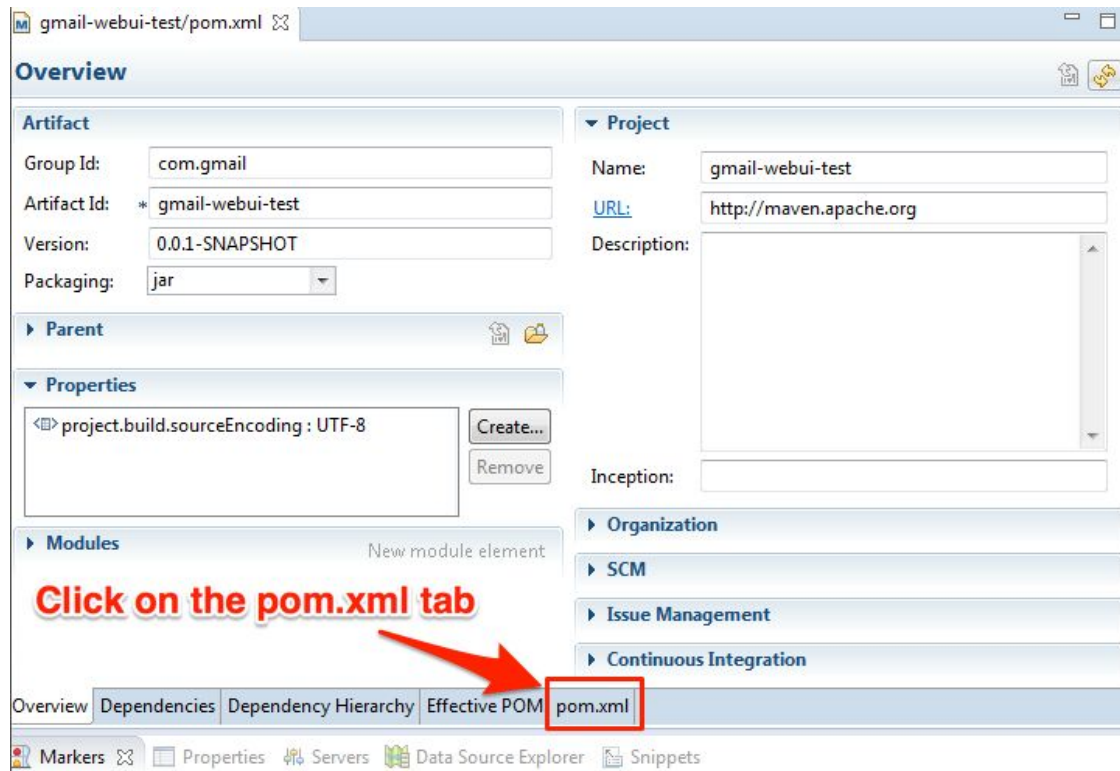 gmail-webui-test/pom.xml
Overview
Artifact
Group Id: com.gmail
Artifact Id: * gmail-webui-test
Version: 0.0.1-SNAPSHOT
Packaging: jar
Parent
Properties
project.build.sourceEncoding : UTF-8
Create...
Remove
Modules
New module element
Project
Name: gmail-webui-test
URL: http://maven.apache.org
Description:
Inception:
Organization
SCM
Issue Management
Continuous Integration
Click on the pom.xml tab
Overview Dependencies Dependency Hierarchy Effective POM pom.xml
Markers Properties Servers Data Source Explorer Snippets